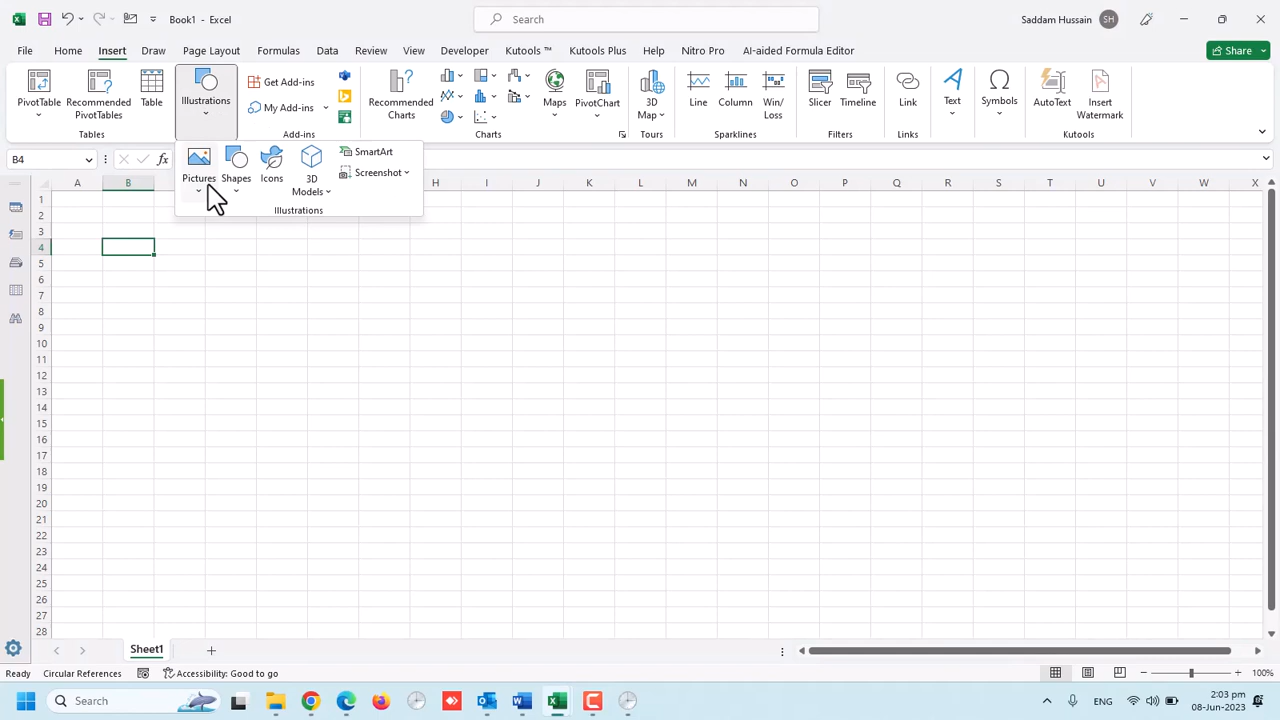 Book1 - Excel
Search
Saddam Hussain SH
File Home Insert Draw Page Layout Formulas Data Review View Developer Kutools ™ Kutools Plus Help Nitro Pro AI-aided Formula Editor Share
PivotTable
Recommended PivotTables
Table
Tables
Illustrations
Get Add-ins
My Add-ins
Add-ins
Recommended Charts
Maps
PivotChart
Charts
3D Map
Tours
Line
Column
Win/ Loss
Sparklines
Slicer
Timeline
Filters
Link
Text
Symbols
AutoText
Insert Watermark
Kutools
B4 fx
Pictures
Shapes
Icons
3D Models
SmartArt
Screenshot
Illustrations
A B H I J K L M N O P Q R S T U V W X
1
2
3
4
5
6
7
8
9
10
11
12
13
14
15
16
17
18
19
20
21
22
23
24
25
26
27
28
Sheet1
Ready Circular References Accessibility: Good to go 100%
Search ENG 2:03 PM
08-Jun-2023